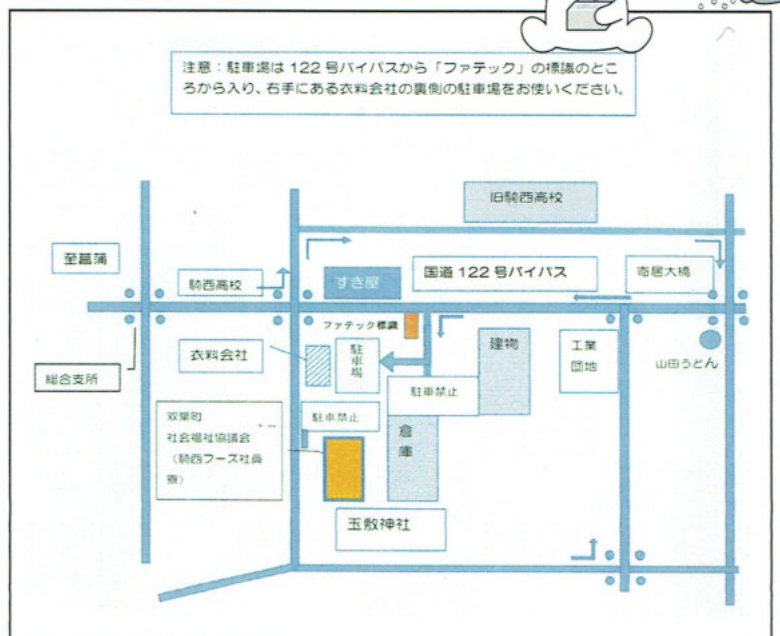 注意：駐車場は122号バイパスから「ファテック」の標識のとこ
ろから入り、右手にある衣料会社の裏側の駐車場をお使いください。
旧騎西高校
至菖蒲
騎西高校
すき屋
国道122号バイパス
寄居大橋
ファテック標識
衣料会社
駐車場
建物
工業
団地
山田うどん
総合支所
駐車禁止
双葉町
社会福祉協議会
（騎西フーズ社員
寮）
駐車禁止
倉庫
玉敷神社